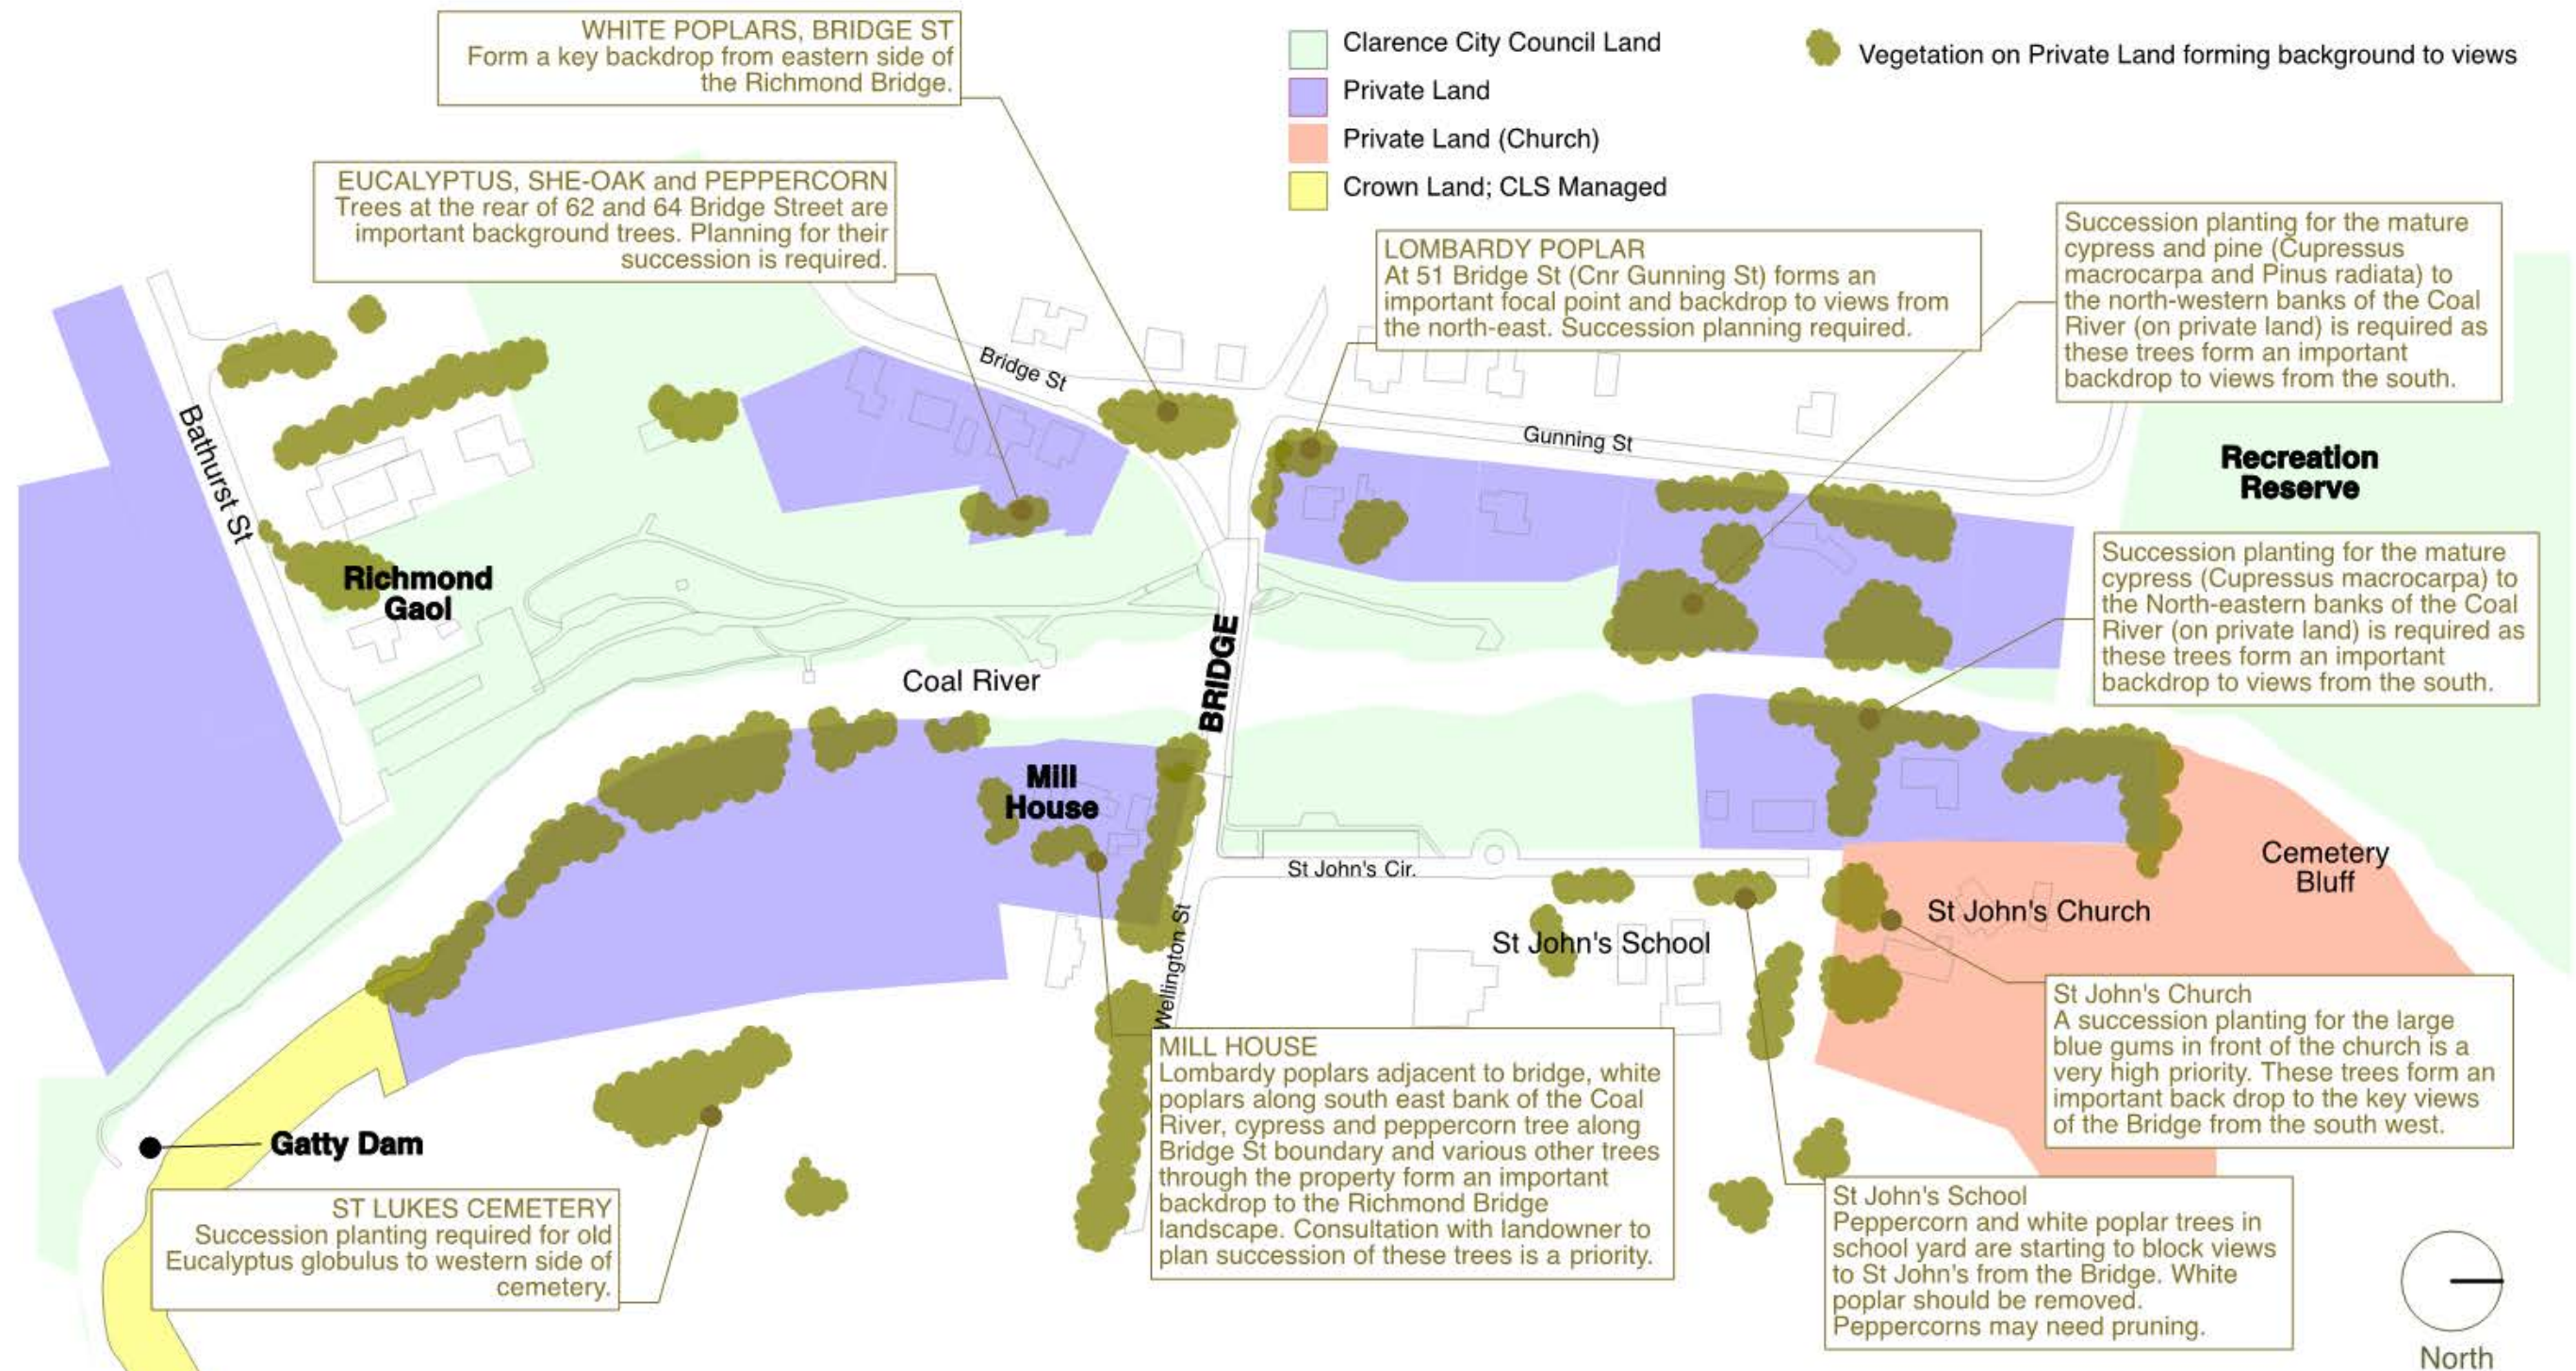 WHITE POPLARS, BRIDGE ST
Form a key backdrop from eastern side of
the Richmond Bridge.
Clarence City Council Land
Private Land
Private Land (Church)
Crown Land; CLS Managed
Vegetation on Private Land forming background to views
EUCALYPTUS, SHE-OAK and PEPPERCORN
Trees at the rear of 62 and 64 Bridge Street are
important background trees. Planning for their
succession is required.
LOMBARDY POPLAR
At 51 Bridge St (Cnr Gunning St) forms an
important focal point and backdrop to views from
the north-east. Succession planning required.
Succession planting for the mature
cypress and pine (Cupressus
macrocarpa and Pinus radiata) to
the north-western banks of the Coal
River (on private land) is required as
these trees form an important
backdrop to views from the south.
Bridge St
Gunning St
Bathurst St
Recreation
Reserve
Succession planting for the mature
cypress (Cupressus macrocarpa) to
the North-eastern banks of the Coal
River (on private land) is required as
these trees form an important
backdrop to views from the south.
Richmond
Gaol
Coal River
BRIDGE
Mill
House
St John's Cir.
Wellington St
St John's School
St John's Church
Cemetery
Bluff
St John's Church
A succession planting for the large
blue gums in front of the church is a
very high priority. These trees form an
important back drop to the key views
of the Bridge from the south west.
MILL HOUSE
Lombardy poplars adjacent to bridge, white
poplars along south east bank of the Coal
River, cypress and peppercorn tree along
Bridge St boundary and various other trees
through the property form an important
backdrop to the Richmond Bridge
landscape. Consultation with landowner to
plan succession of these trees is a priority.
Gatty Dam
ST LUKES CEMETERY
Succession planting required for old
Eucalyptus globulus to western side of
cemetery.
St John's School
Peppercorn and white poplar trees in
school yard are starting to block views
to St John's from the Bridge. White
poplar should be removed.
Peppercorns may need pruning.
North